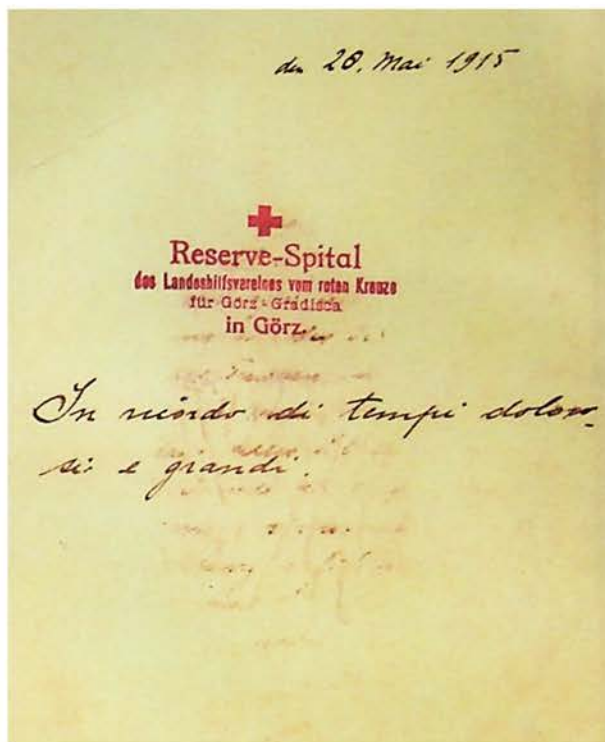 den 20. Mai 1915
Reserve-Spital
des Landeshilfsvereines vom roten Kreuze
für Görz-Gradisca
in Görz.
In ricordo di tempi doloro-
si e grandi.